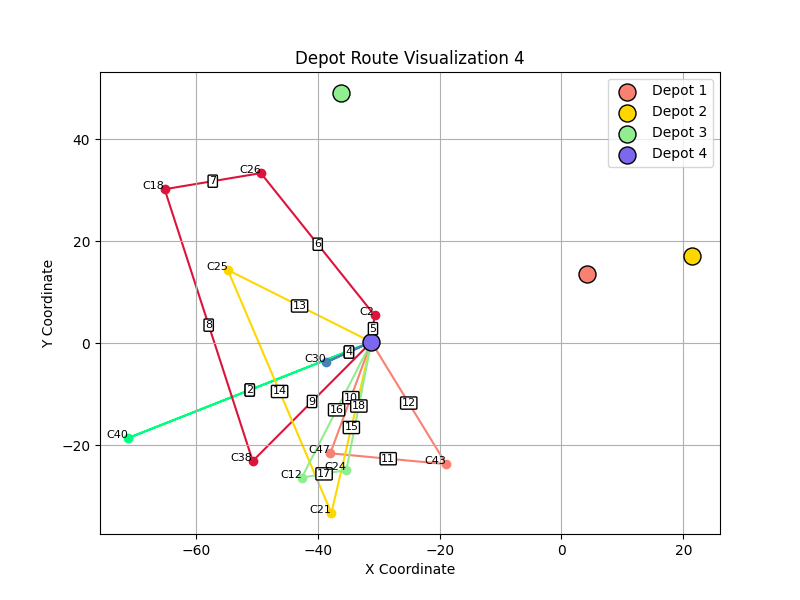 Depot Route Visualization 4
Depot 1
Depot 2
Depot 3
Depot 4
Y Coordinate
40
20
0
−20
C26
C18
7
6
C25
13
C2
5
8
C30
4
2
14
9
10
16
18
12
15
C40
C47
11
C43
C38
C24
C12
17
C21
−60
−40
−20
0
20
X Coordinate